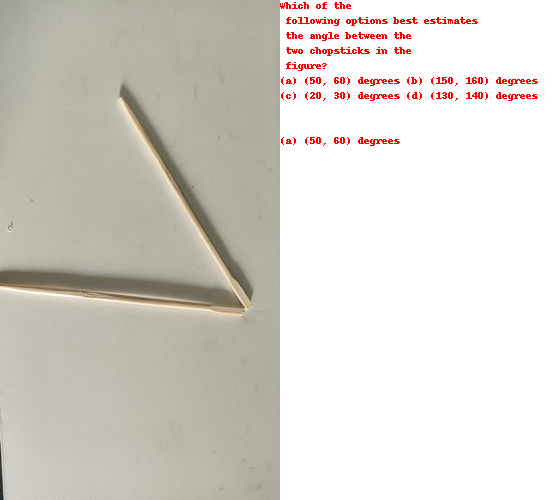 Which of the
following options best estimates
the angle between the
two chopsticks in the
figure?
(a) (50, 60) degrees (b) (150, 160) degrees
(c) (20, 30) degrees (d) (130, 140) degrees
(a) (50, 60) degrees